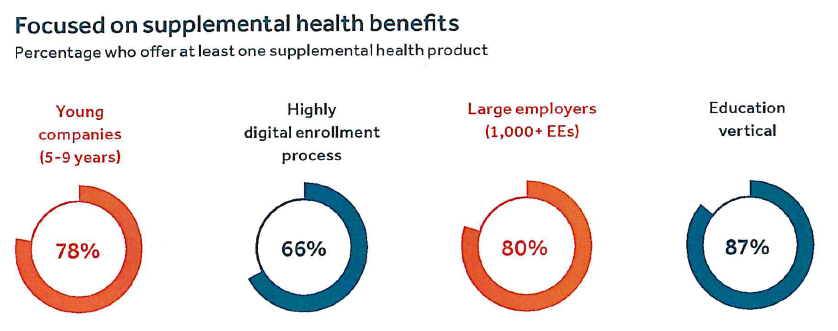 Focused on supplemental health benefits
Percentage who offer at least one supplemental health product
Young
companies
(5-9 years)
78%
Highly
digital enrollment
process
66%
Large employers
(1,000+ EEs)
80%
Education
vertical
87%